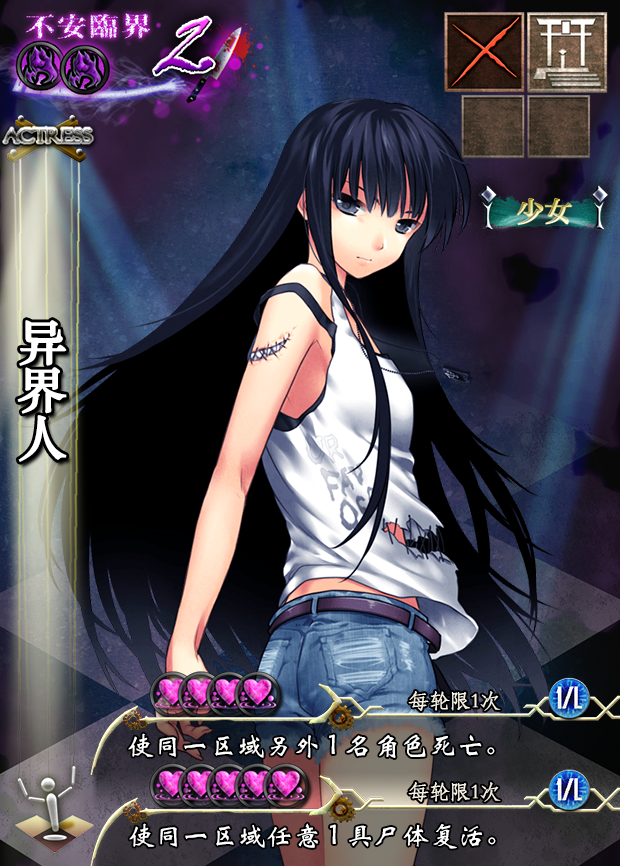 不安臨界
2
ACTRESS
少女
异界人
每轮限1次
1/L
使同一区域另外1名角色死亡。
每轮限1次
1/L
使同一区域任意1具尸体复活。